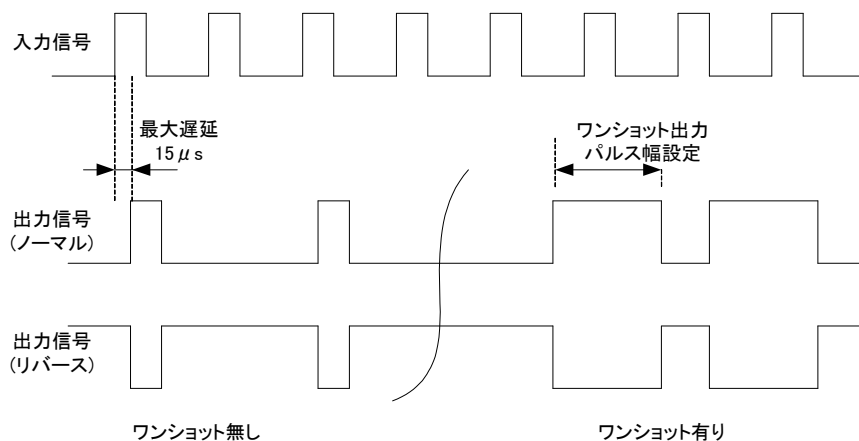 入力信号
最大遅延
15μs
ワンショット出力
パルス幅設定
出力信号
(ノーマル)
出力信号
(リバース)
ワンショット無し
ワンショット有り